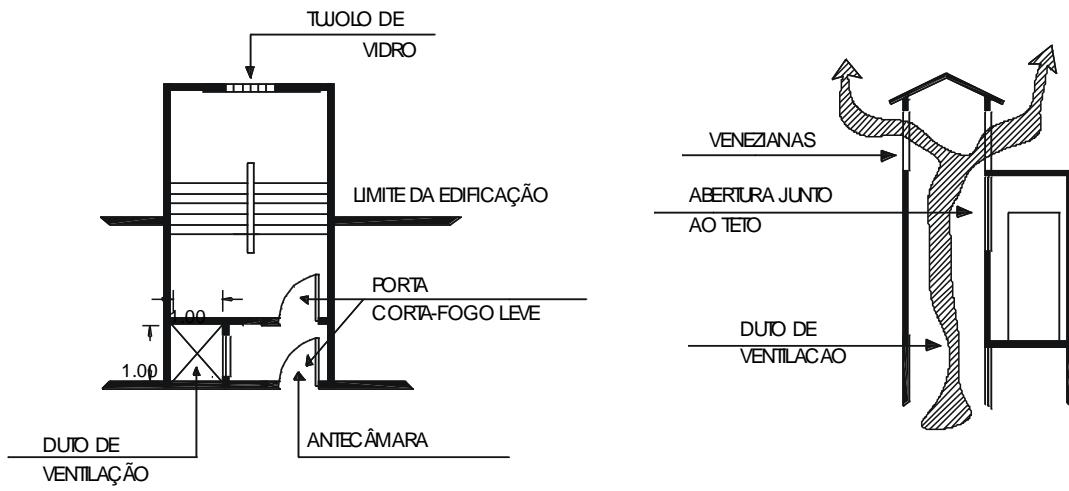 TIJOLO DE
VIDRO
LIMITE DA EDIFICAÇÃO
PORTA
CORTA-FOGO LEVE
1.00
1.00
ANTECÂMARA
DUTO DE
VENTILAÇÃO
VENEZIANAS
ABERTURA JUNTO
AO TETO
DUTO DE
VENTILACAO